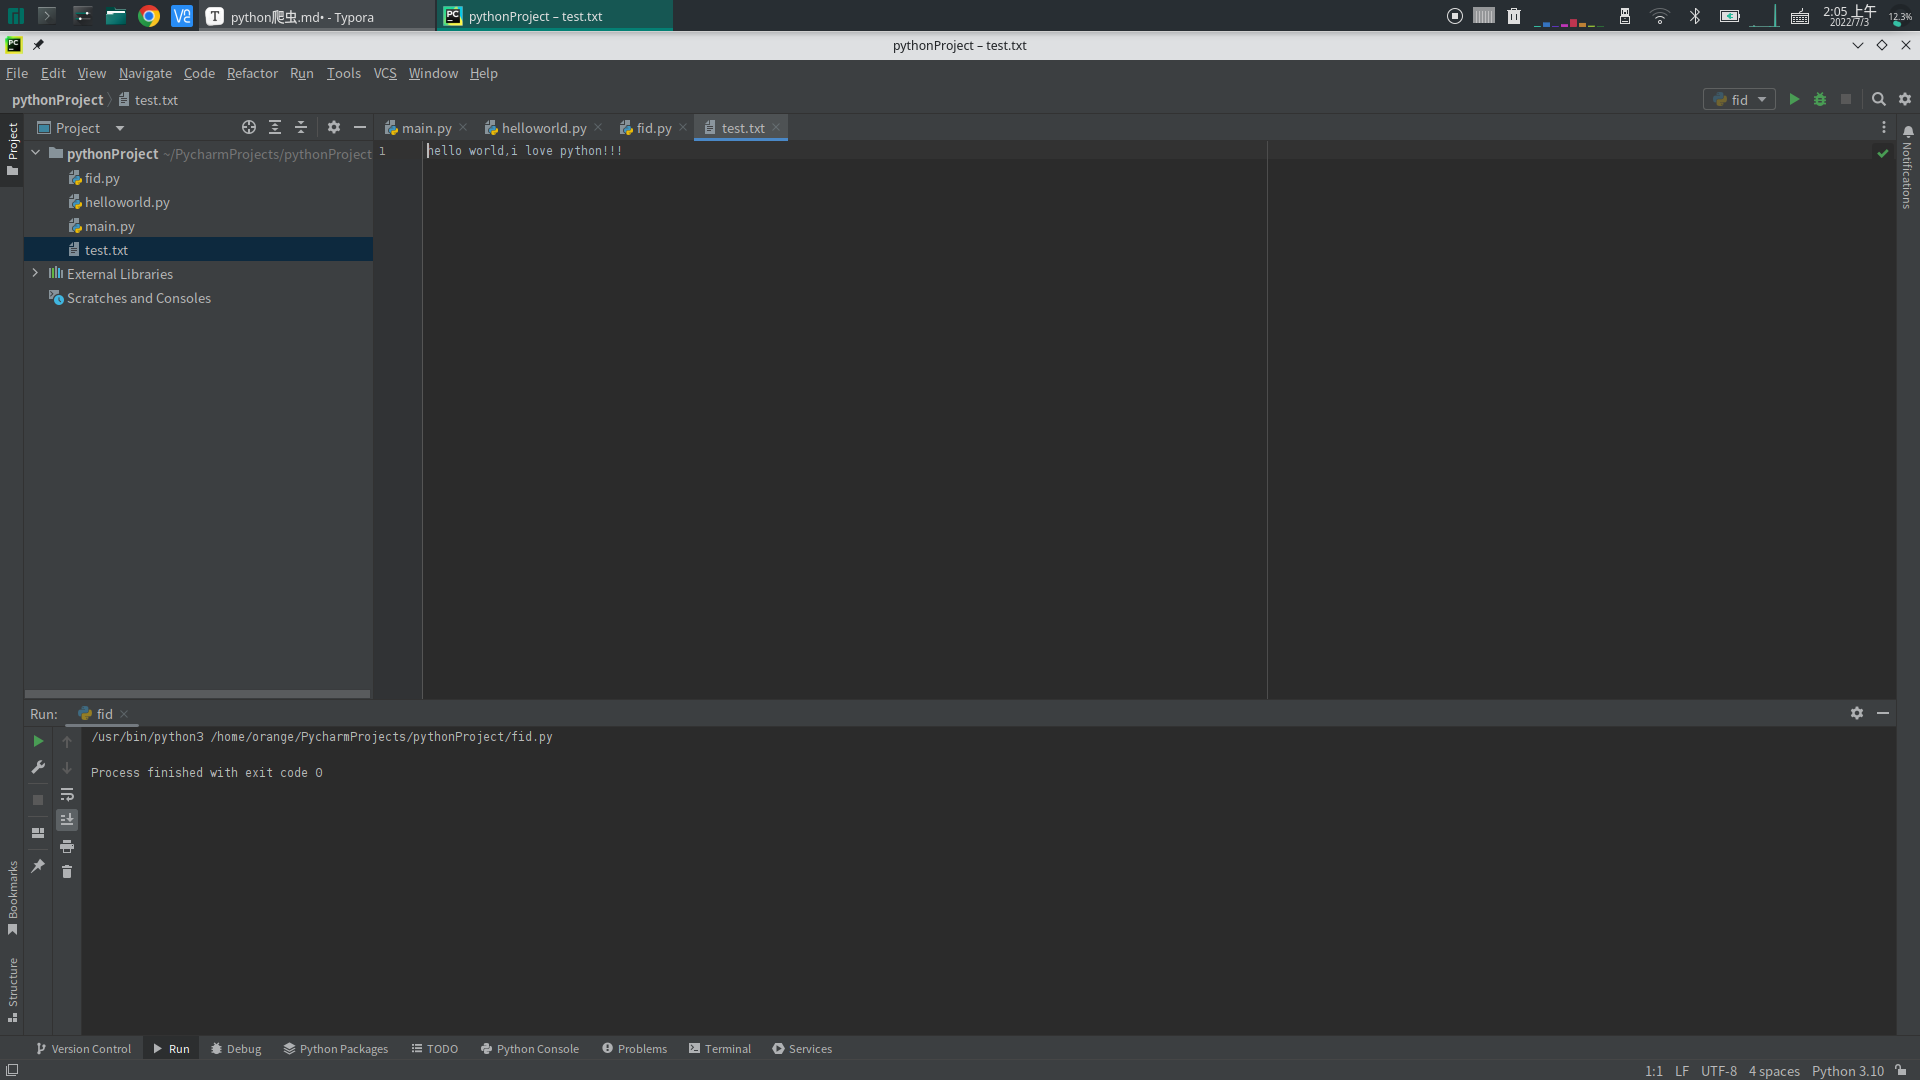 python爬虫.md• - Typora
pythonProject – test.txt
2:05 上午
2022/7/3
12.3%
pythonProject – test.txt
File Edit View Navigate Code Refactor Run Tools VCS Window Help
pythonProject test.txt
fid
Project
Project
main.py helloworld.py fid.py test.txt
pythonProject ~/PycharmProjects/pythonProject
fid.py
helloworld.py
main.py
test.txt
External Libraries
Scratches and Consoles
1 hello world,i love python!!!
Notifications
Run: fid
/usr/bin/python3 /home/orange/PycharmProjects/pythonProject/fid.py
Process finished with exit code 0
Bookmarks
Structure
Version Control Run Debug Python Packages TODO Python Console Problems Terminal Services
1:1 LF UTF-8 4 spaces Python 3.10